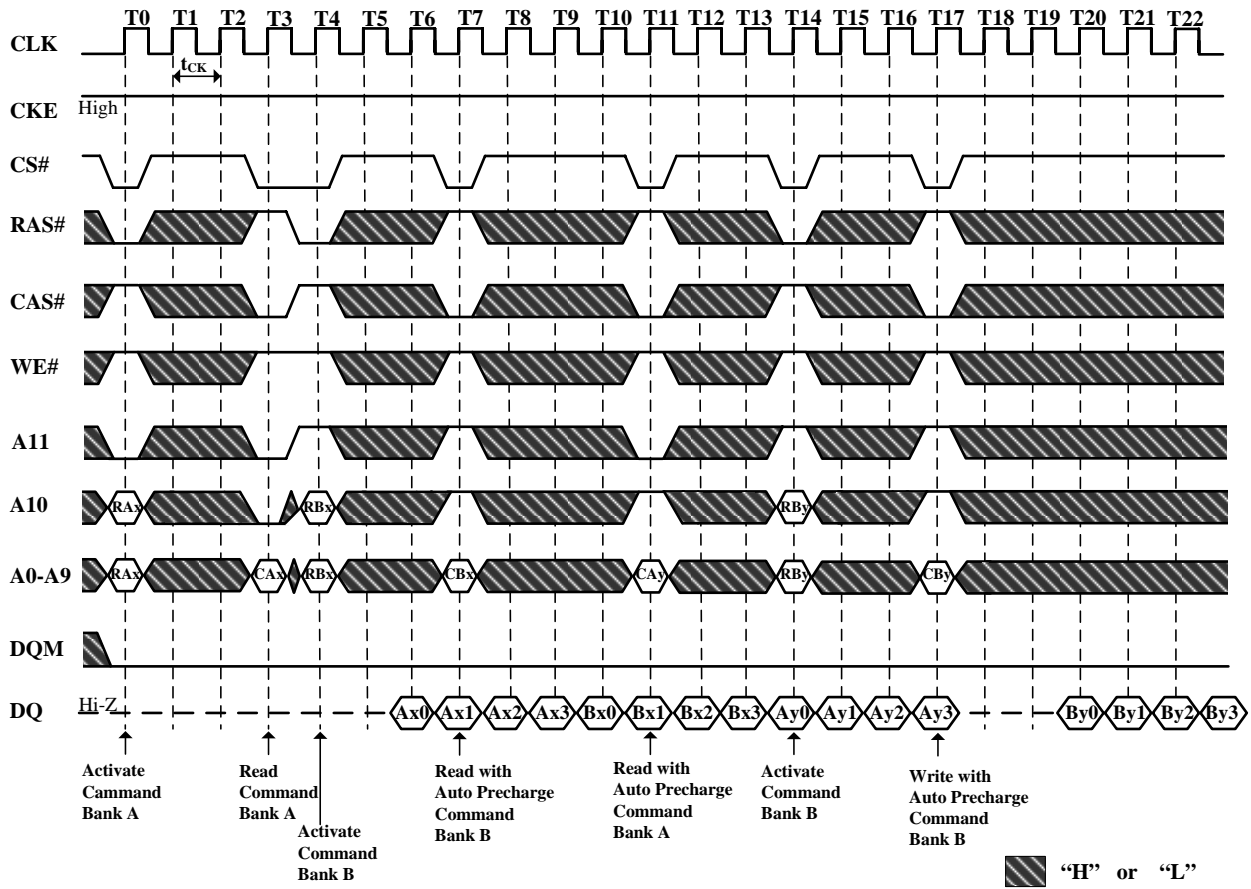 T0 T1 T2 T3 T4 T5 T6 T7 T8 T9 T10 T11 T12 T13 T14 T15 T16 T17 T18 T19 T20 T21 T22
CLK
tCK
CKE High
CS#
RAS#
CAS#
WE#
A11
A10 RAx RBx RBy
A0-A9 RAx CAx RBx CBx CAy RBy CBy
DQM
DQ Hi-Z Ax0 Ax1 Ax2 Ax3 Bx0 Bx1 Bx2 Bx3 Ay0 Ay1 Ay2 Ay3 By0 By1 By2 By3
Activate
Cammand
Bank A
Read
Command
Bank A
Activate
Command
Bank B
Read with
Auto Precharge
Command
Bank B
Read with
Auto Precharge
Command
Bank A
Activate
Command
Bank B
Write with
Auto Precharge
Command
Bank B
“H” or “L”